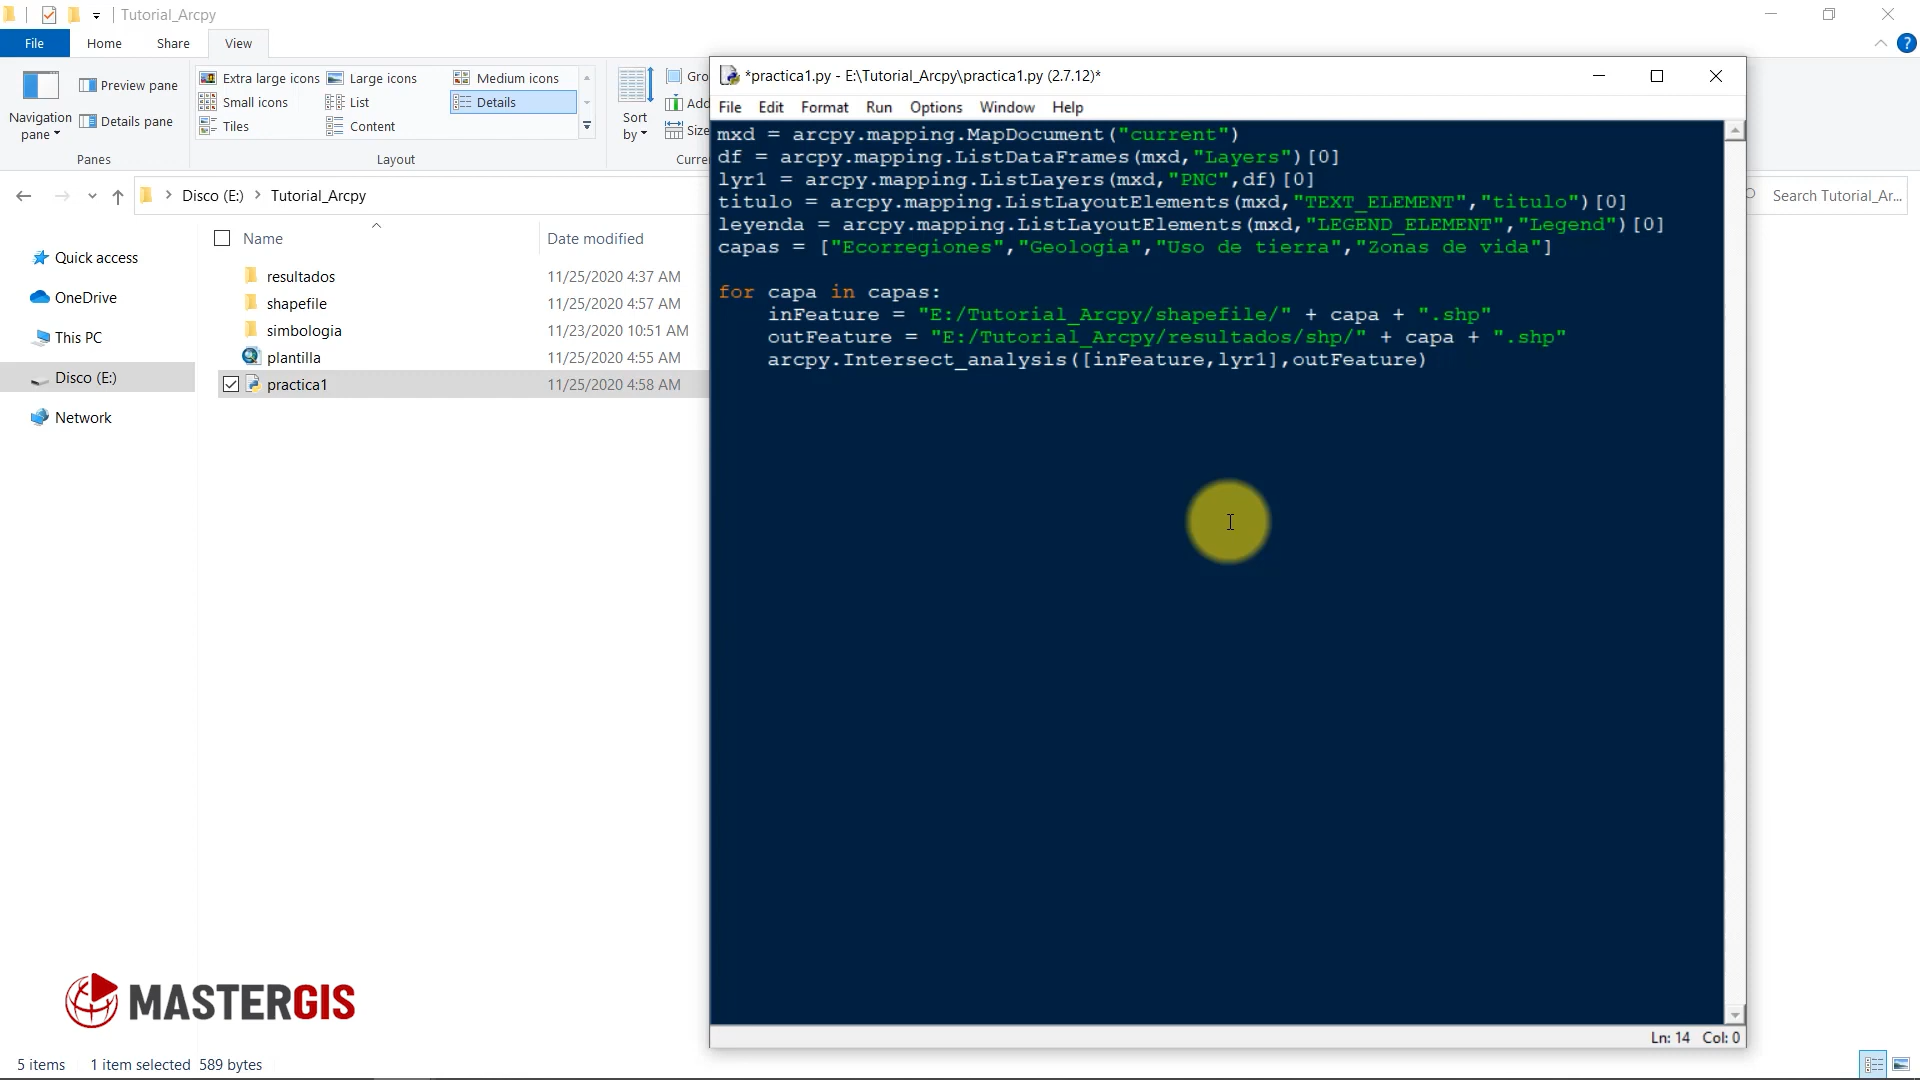 Tutorial_Arcpy
File Home Share View
Navigation pane
Preview pane
Details pane
Panes
Extra large icons Large icons Medium icons
Small icons List Details
Tiles Content
Layout
Sort by
Gro
Add
Size
Curre
Disco (E:) > Tutorial_Arcpy
Search Tutorial_Ar...
Name Date modified
Quick access
OneDrive
This PC
Disco (E:)
Network
resultados 11/25/2020 4:37 AM
shapefile 11/25/2020 4:57 AM
simbologia 11/23/2020 10:51 AM
plantilla 11/25/2020 4:55 AM
practica1 11/25/2020 4:58 AM
*practica1.py - E:\Tutorial_Arcpy\practica1.py (2.7.12)*
File Edit Format Run Options Window Help
mxd = arcpy.mapping.MapDocument("current")
df = arcpy.mapping.ListDataFrames(mxd,"Layers")[0]
lyr1 = arcpy.mapping.ListLayers(mxd,"PNC",df)[0]
titulo = arcpy.mapping.ListLayoutElements(mxd,"TEXT_ELEMENT","titulo")[0]
leyenda = arcpy.mapping.ListLayoutElements(mxd,"LEGEND_ELEMENT","Legend")[0]
capas = ["Ecorregiones","Geologia","Uso de tierra","Zonas de vida"]
for capa in capas:
    inFeature = "E:/Tutorial_Arcpy/shapefile/" + capa + ".shp"
    outFeature = "E:/Tutorial_Arcpy/resultados/shp/" + capa + ".shp"
    arcpy.Intersect_analysis([inFeature,lyr1],outFeature)
Ln: 14 Col: 0
MASTERGIS
5 items 1 item selected 589 bytes